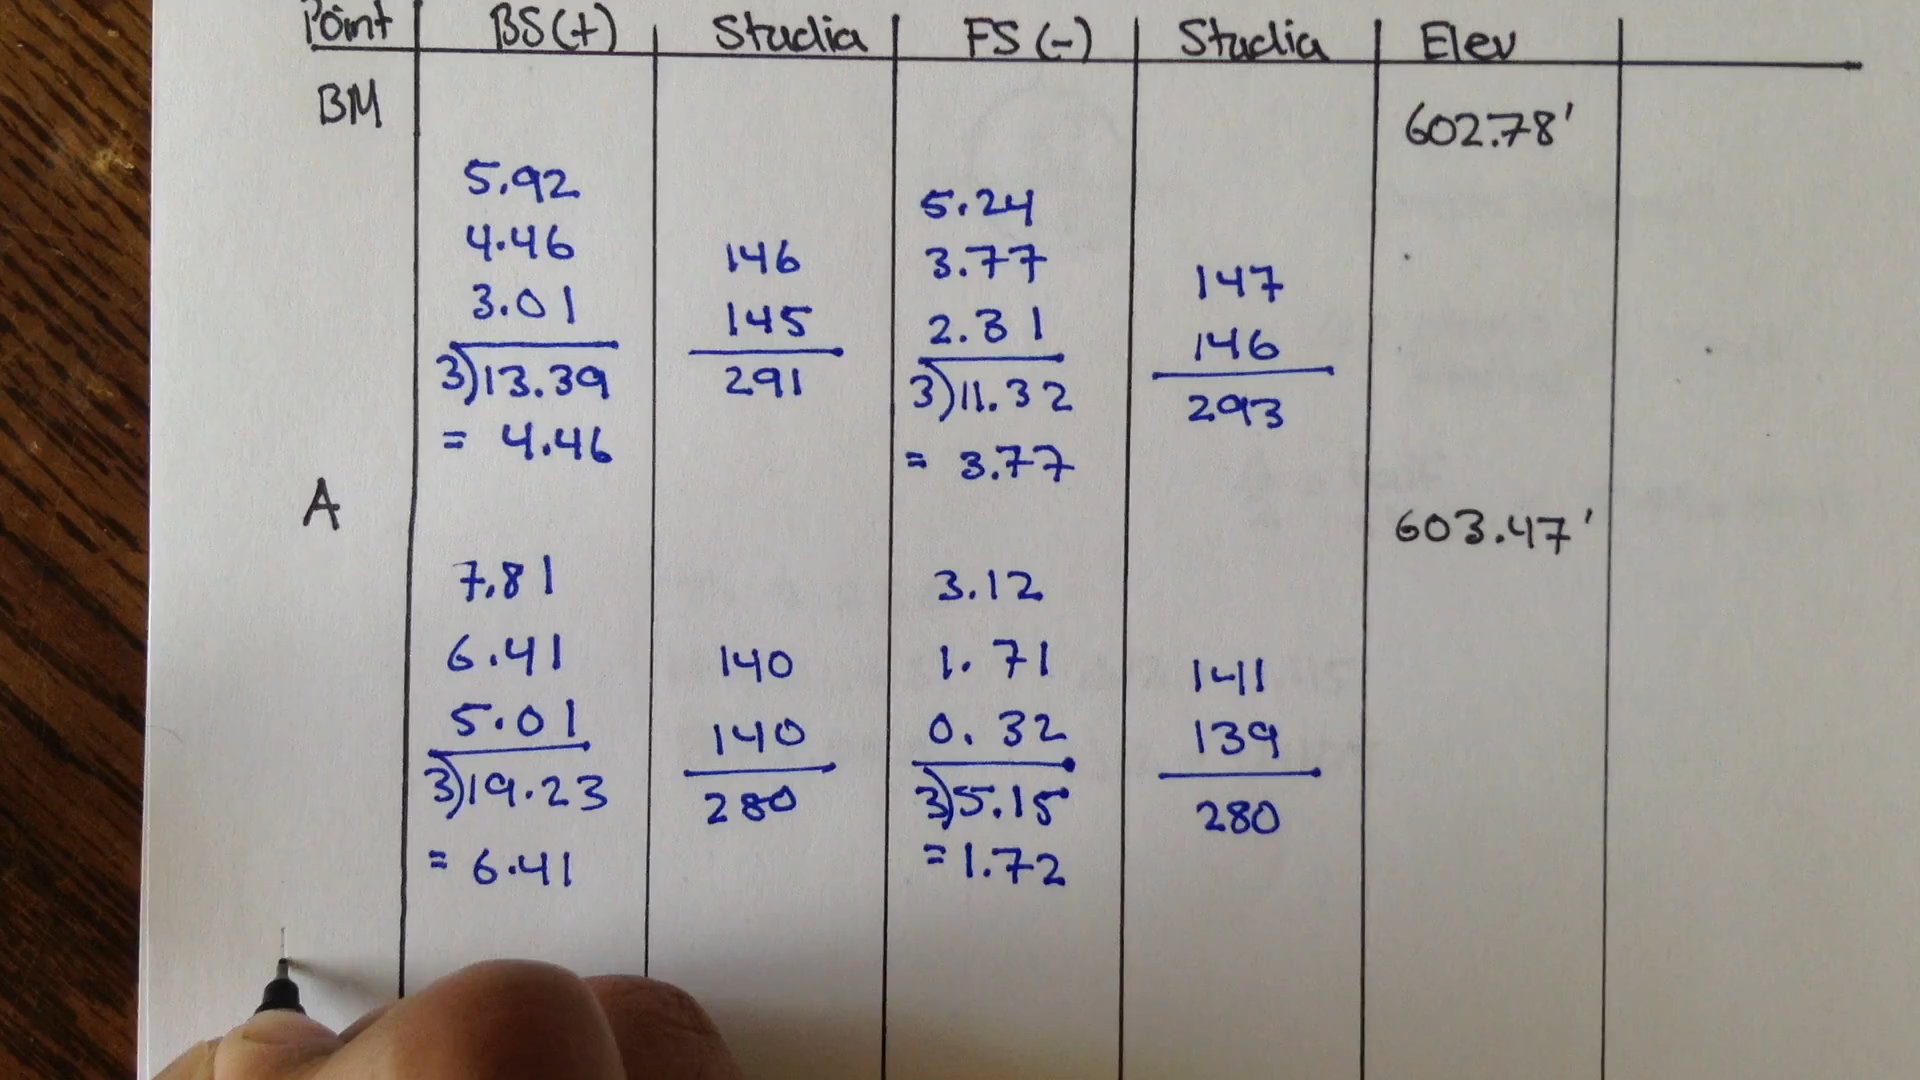 Point BS(+) Stadia FS(-) Stadia Elev
BM 602.78'
5.92 5.24
4.46 146 3.77 147
3.01 145 2.31 146
3)13.39 291 3)11.32 293
= 4.46 = 3.77
A 603.47'
7.81 3.12
6.41 140 1.71 141
5.01 140 0.32 139
3)19.23 280 3)5.15 280
= 6.41 = 1.72